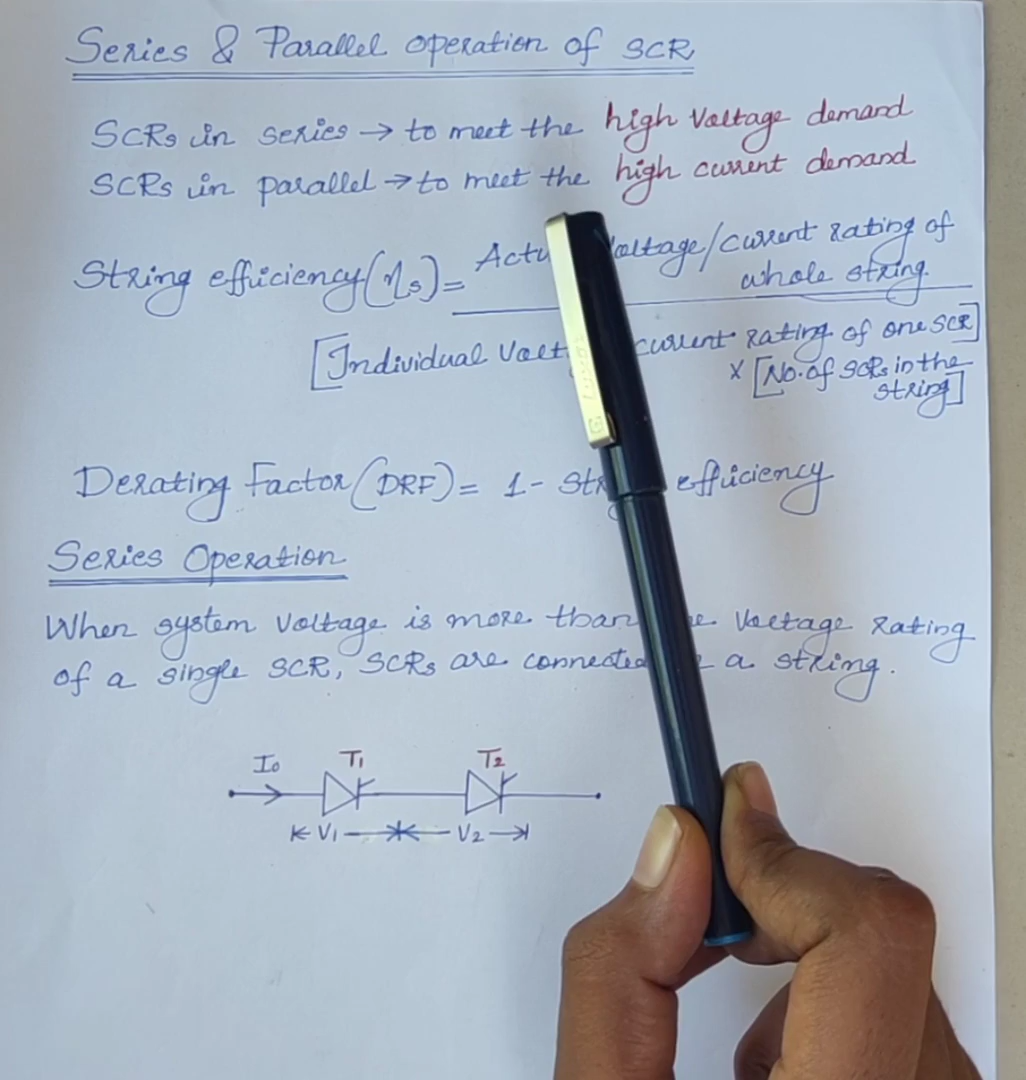 Series & Parallel operation of SCR
SCRs in series → to meet the high Voltage demand
SCRs in parallel → to meet the high current demand
String efficiency (ηs) = Voltage/current rating of
whole string.
[Individual current rating of one SCR]
x [No. of SCRs in the
string]
Derating Factor (DRF) = 1 - efficiency
Series Operation
When system Voltage is more than Voltage rating
of a single SCR, SCRs are connected a string.
I0 T1 T2
V1 V2